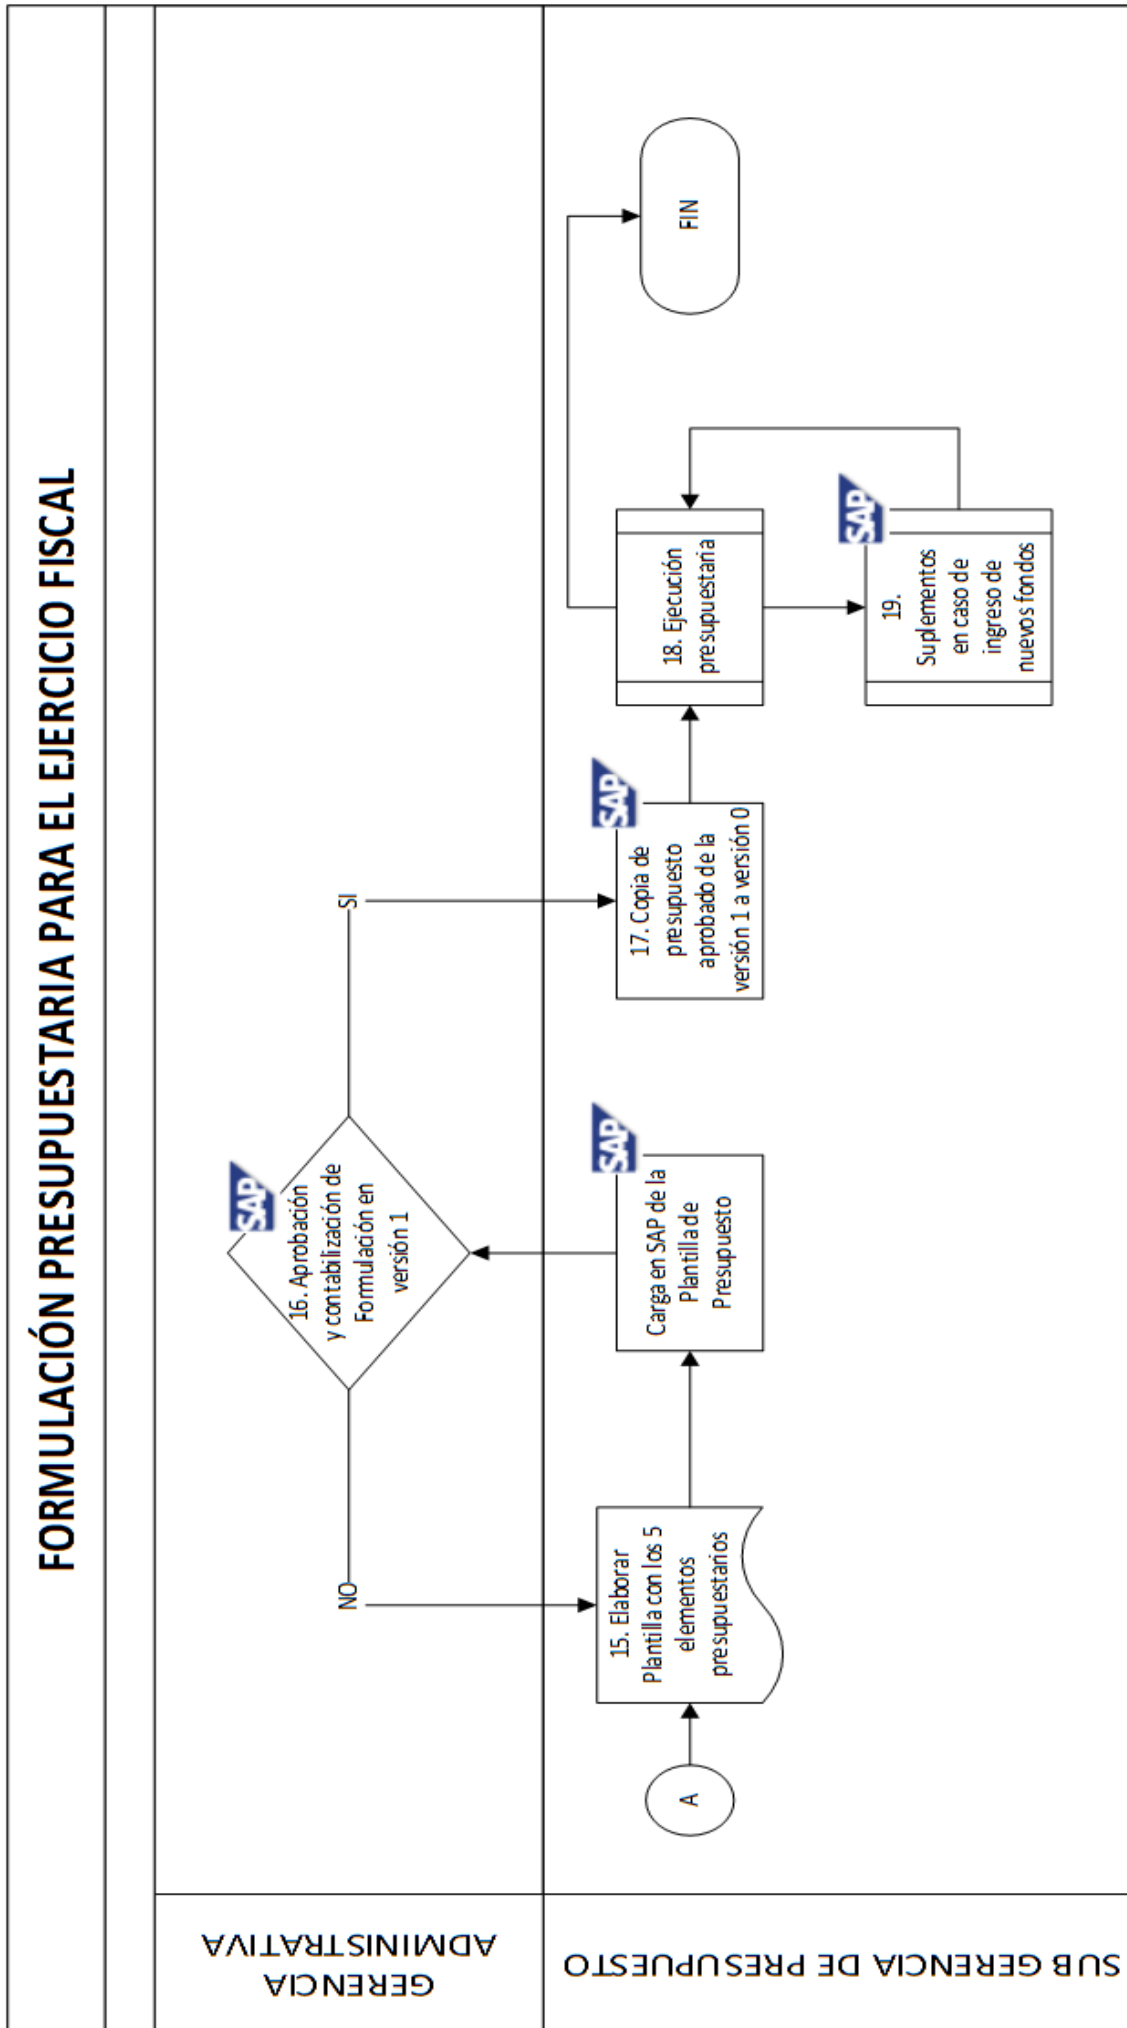 FORMULACIÓN PRESUPUESTARIA PARA EL EJERCICIO FISCAL
GERENCIA
ADMINISTRATIVA
SAP
16. Aprobación
y contabilización de
Formulación en
versión 1
NO
SI
SUB GERENCIA DE PRESUPUESTO
A
15. Elaborar
Plantilla con los 5
elementos
presupuestarios
SAP
Carga en SAP de la
Plantilla de
Presupuesto
SAP
17. Copia de
presupuesto
aprobado de la
versión 1 a versión 0
18. Ejecución
presupuestaria
SAP
19.
Suplementos
en caso de
ingreso de
nuevos fondos
FIN